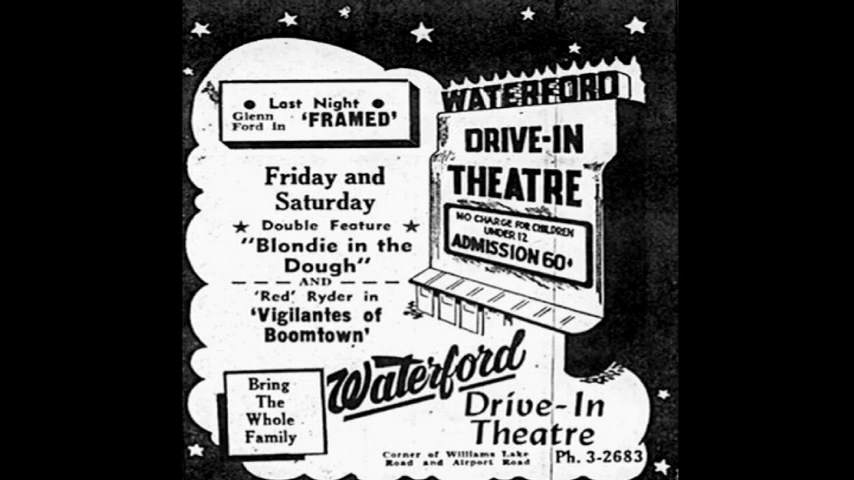 ● Last Night ●
Glenn Ford in 'FRAMED'
Friday and
Saturday
★ Double Feature ★
"Blondie in the
Dough"
— — — AND — — —
'Red' Ryder in
'Vigilantes of
Boomtown'
Bring
The
Whole
Family
WATERFORD
DRIVE-IN
THEATRE
NO CHARGE FOR CHILDREN
UNDER 12
ADMISSION 60¢
Waterford
Drive-In
Theatre
Corner of Williams Lake
Road and Airport Road
Ph. 3-2683